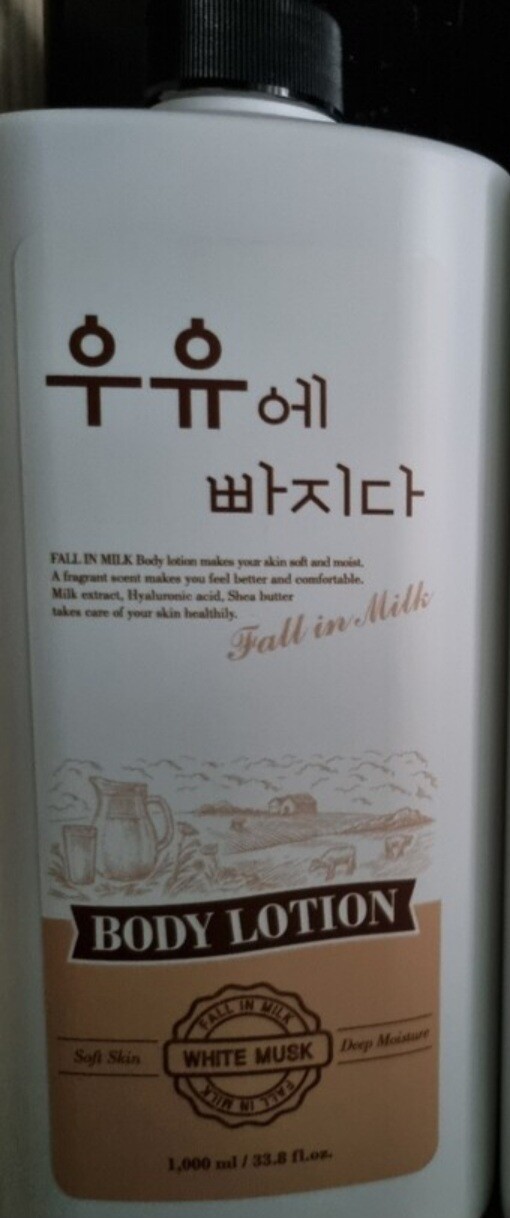 우유에
빠지다
FALL IN MILK Body lotion makes your skin soft and moist.
A fragrant scent makes you feel better and comfortable.
Milk extract, Hyaluronic acid, Shea butter
takes care of your skin healthily.
Fall in Milk
BODY LOTION
FALL IN MILK
Soft Skin
WHITE MUSK
Deep Moisture
FALL IN MILK
1,000 ml / 33.8 fl.oz.